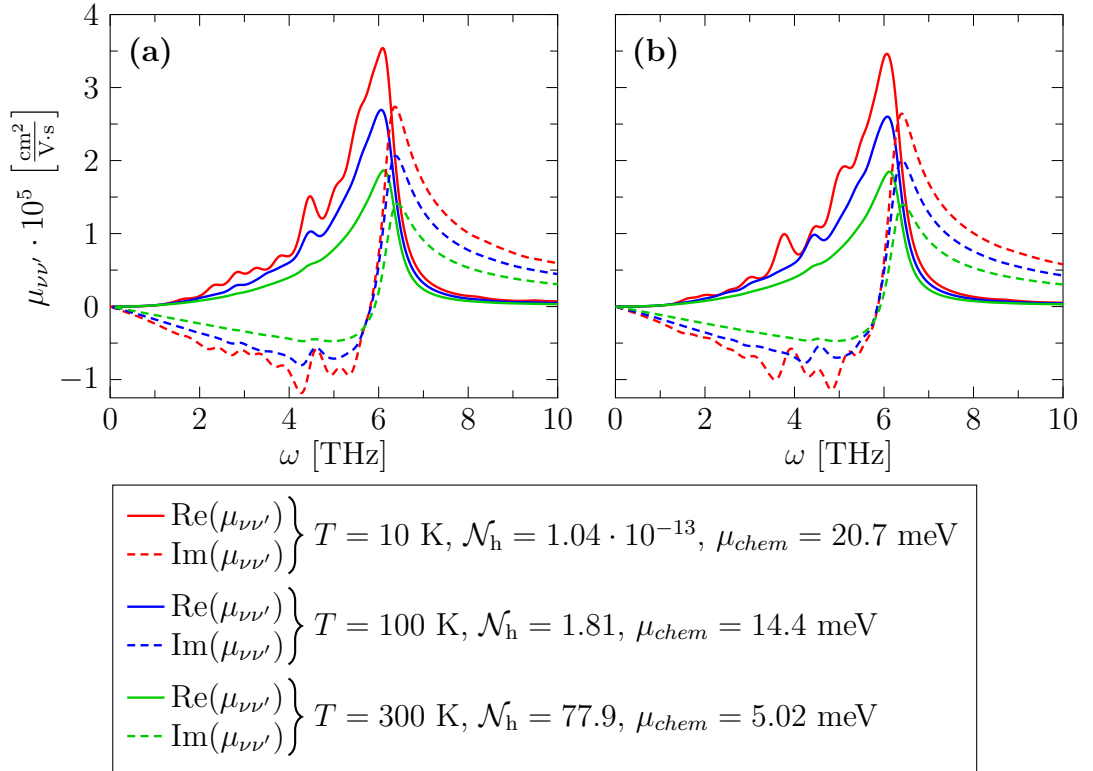 (a)
(b)
μ_{νν′} · 10^5 [cm^2/V·s]
4
3
2
1
0
−1
0 2 4 6 8 10
0 2 4 6 8 10
ω [THz]
ω [THz]
Re(μ_{νν′})
Im(μ_{νν′})
T = 10 K, 𝒩_h = 1.04 · 10^{−13}, μ_{chem} = 20.7 meV
Re(μ_{νν′})
Im(μ_{νν′})
T = 100 K, 𝒩_h = 1.81, μ_{chem} = 14.4 meV
Re(μ_{νν′})
Im(μ_{νν′})
T = 300 K, 𝒩_h = 77.9, μ_{chem} = 5.02 meV